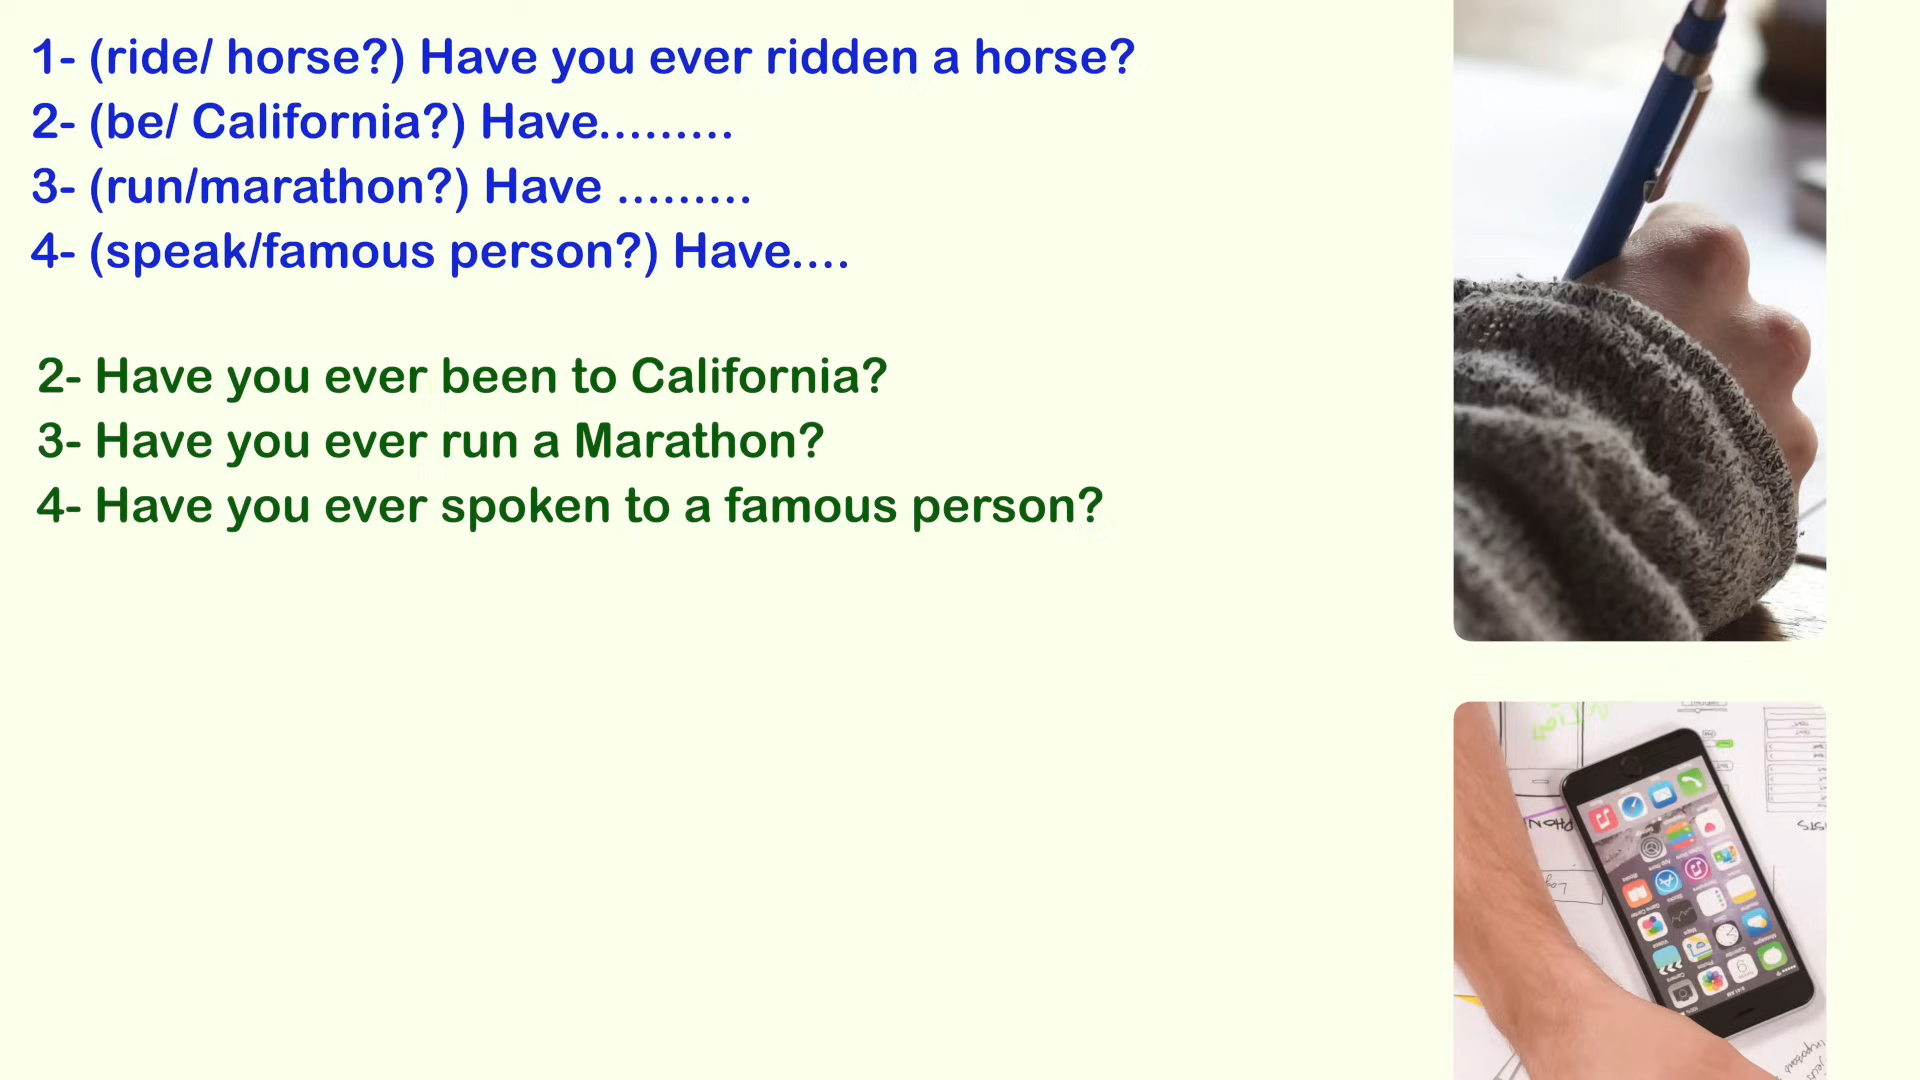 1- (ride/ horse?) Have you ever ridden a horse?
2- (be/ California?) Have.........
3- (run/marathon?) Have .........
4- (speak/famous person?) Have....
2- Have you ever been to California?
3- Have you ever run a Marathon?
4- Have you ever spoken to a famous person?